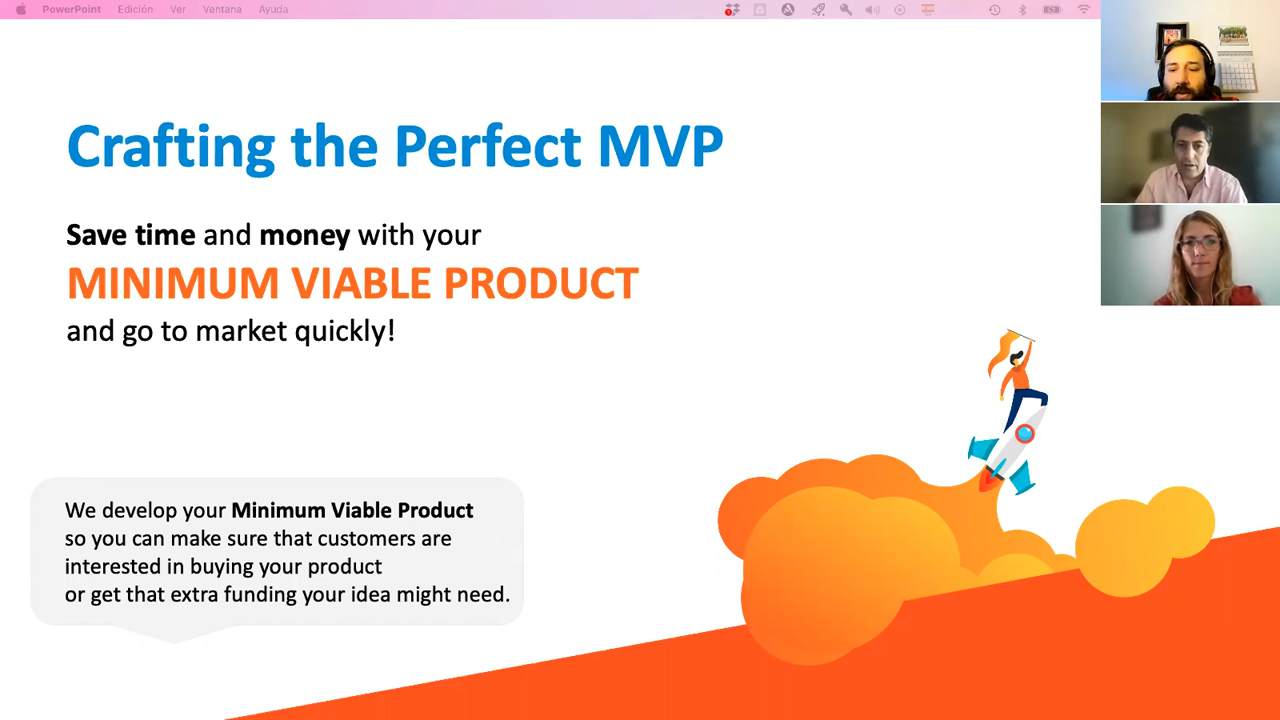 PowerPoint Edición Ver Ventana Ayuda
Crafting the Perfect MVP
Save time and money with your
MINIMUM VIABLE PRODUCT
and go to market quickly!
We develop your Minimum Viable Product
so you can make sure that customers are
interested in buying your product
or get that extra funding your idea might need.